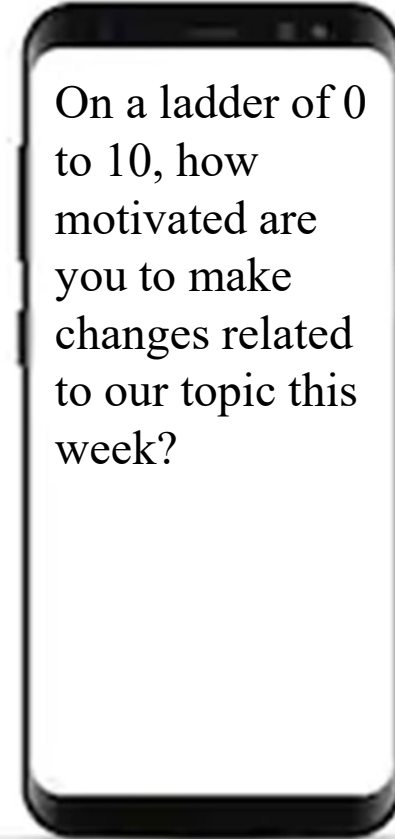 On a ladder of 0
to 10, how
motivated are
you to make
changes related
to our topic this
week?